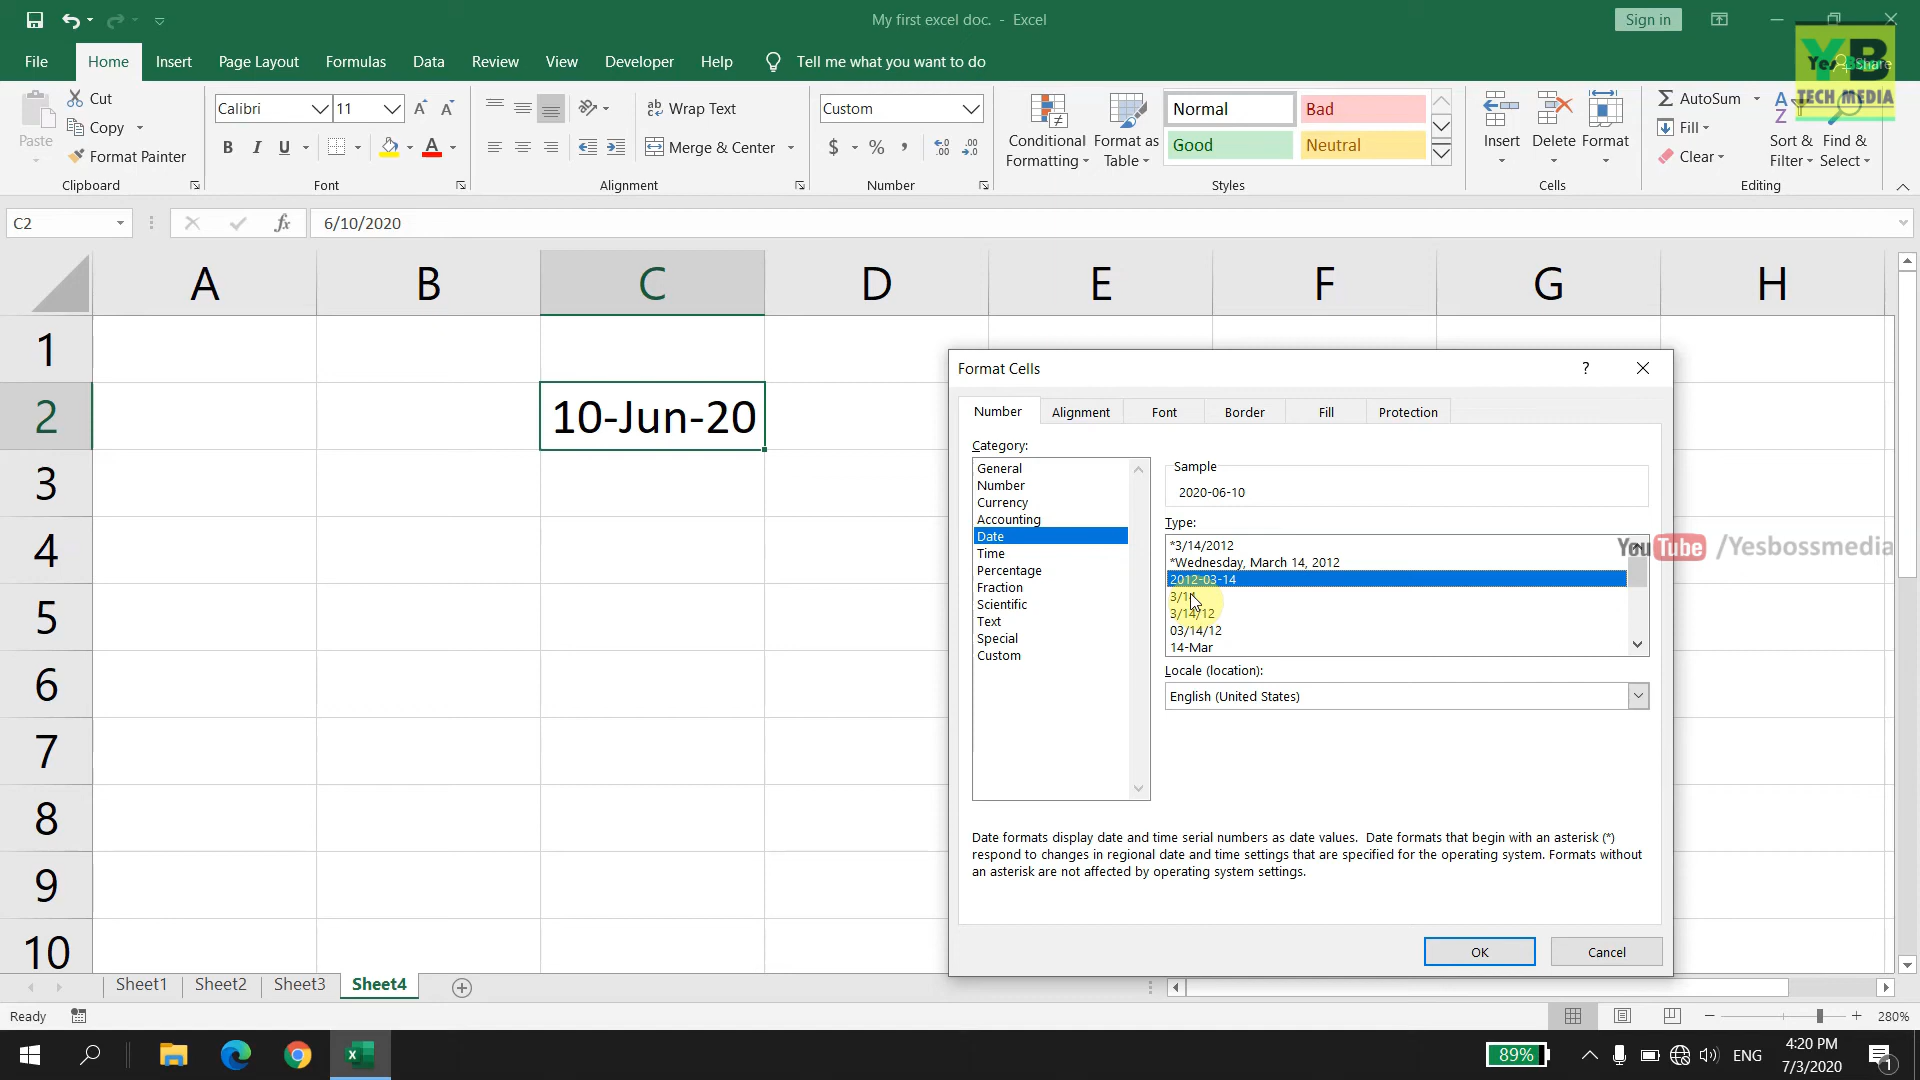 My first excel doc. - Excel
Sign in
File Home Insert Page Layout Formulas Data Review View Developer Help Tell me what you want to do
Share
YB
Yes Boss
TECH MEDIA
Paste
Cut
Copy
Format Painter
Clipboard
Calibri 11
B I U
Font
Wrap Text
Merge & Center
Alignment
Custom
$ % ,
Number
Conditional Formatting
Format as Table
Normal Bad
Good Neutral
Styles
Insert Delete Format
Cells
AutoSum
Fill
Clear
Sort & Filter
Find & Select
Editing
C2 fx 6/10/2020
A B C D E F G H
1
2 10-Jun-20
3
4
5
6
7
8
9
10
Format Cells ?
Number Alignment Font Border Fill Protection
Category:
General
Number
Currency
Accounting
Date
Time
Percentage
Fraction
Scientific
Text
Special
Custom
Sample
2020-06-10
Type:
*3/14/2012
*Wednesday, March 14, 2012
2012-03-14
3/14
3/14/12
03/14/12
14-Mar
YouTube /Yesbossmedia
Locale (location):
English (United States)
Date formats display date and time serial numbers as date values. Date formats that begin with an asterisk (*)
respond to changes in regional date and time settings that are specified for the operating system. Formats without
an asterisk are not affected by operating system settings.
OK Cancel
Sheet1 Sheet2 Sheet3 Sheet4
Ready
280%
89%
ENG
4:20 PM
7/3/2020
1